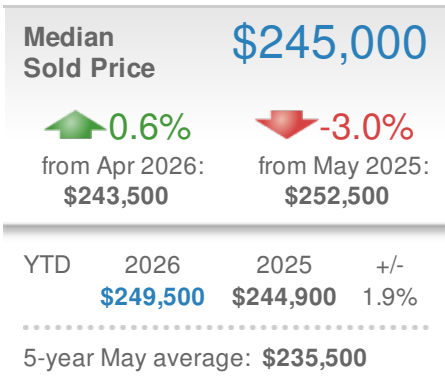 Median
Sold Price
$245,000
0.6%
from Apr 2026:
$243,500
-3.0%
from May 2025:
$252,500
YTD 2026 2025 +/-
$249,500 $244,900 1.9%
5-year May average: $235,500